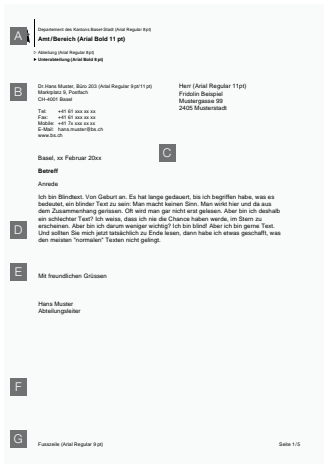 A
Departement des Kantons Basel-Stadt (Arial Regular 9pt)
Amt/Bereich (Arial Bold 11 pt)
> Abteilung (Arial Regular 8pt)
▸ Unterabteilung (Arial Bold 8pt)
B
Dr. Hans Muster, Büro 203 (Arial Regular 9pt/11 pt)
Marktplatz 9, Postfach
CH-4001 Basel
Tel: +41 61 xxx xx xx
Fax: +41 61 xxx xx xx
Mobile: +41 7x xxx xx xx
E-Mail: hans.muster@bs.ch
www.bs.ch
Herr (Arial Regular 11pt)
Fridolin Beispiel
Mustergasse 99
2405 Musterstadt
C
Basel, xx Februar 20xx
Betreff
Anrede
Ich bin Blindtext. Von Geburt an. Es hat lange gedauert, bis ich begriffen habe, was es
bedeutet, ein blinder Text zu sein: Man macht keinen Sinn. Man wirkt hier und da aus
dem Zusammenhang gerissen. Oft wird man gar nicht erst gelesen. Aber bin ich deshalb
ein schlechter Text? Ich weiss, dass ich nie die Chance haben werde, im Stern zu
D
erscheinen. Aber bin ich darum weniger wichtig? Ich bin blind! Aber ich bin gerne Text.
Und sollten Sie mich jetzt tatsächlich zu Ende lesen, dann habe ich etwas geschafft, was
den meisten "normalen" Texten nicht gelingt.
E
Mit freundlichen Grüssen
Hans Muster
Abteilungsleiter
F
G
Fusszeile (Arial Regular 9 pt)
Seite 1/5